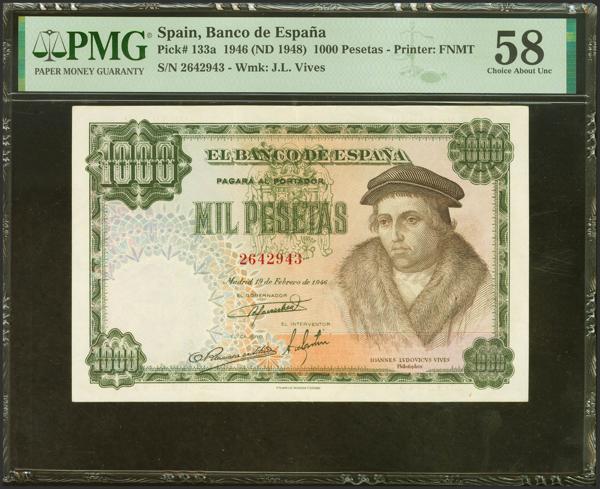 PMG
PAPER MONEY GUARANTY
Spain, Banco de España
Pick# 133a 1946 (ND 1948) 1000 Pesetas - Printer: FNMT
S/N 2642943 - Wmk: J.L. Vives
58
Choice About Unc
1000
1000
EL BANCO DE ESPAÑA
PAGARÁ AL PORTADOR
MIL PESETAS
2642943
Madrid 19 de Febrero de 1946
EL GOBERNADOR
EL INTERVENTOR
IOANNES LVDOVICVS VIVES
Philosophus
1000
1000